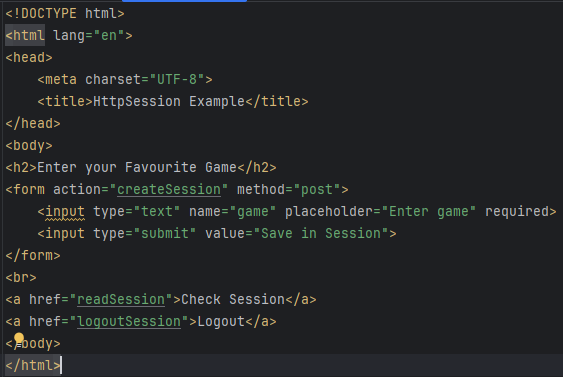 <!DOCTYPE html>
<html lang="en">
<head>
    <meta charset="UTF-8">
    <title>HttpSession Example</title>
</head>
<body>
<h2>Enter your Favourite Game</h2>
<form action="createSession" method="post">
    <input type="text" name="game" placeholder="Enter game" required>
    <input type="submit" value="Save in Session">
</form>
<br>
<a href="readSession">Check Session</a>
<a href="logoutSession">Logout</a>
</body>
</html>